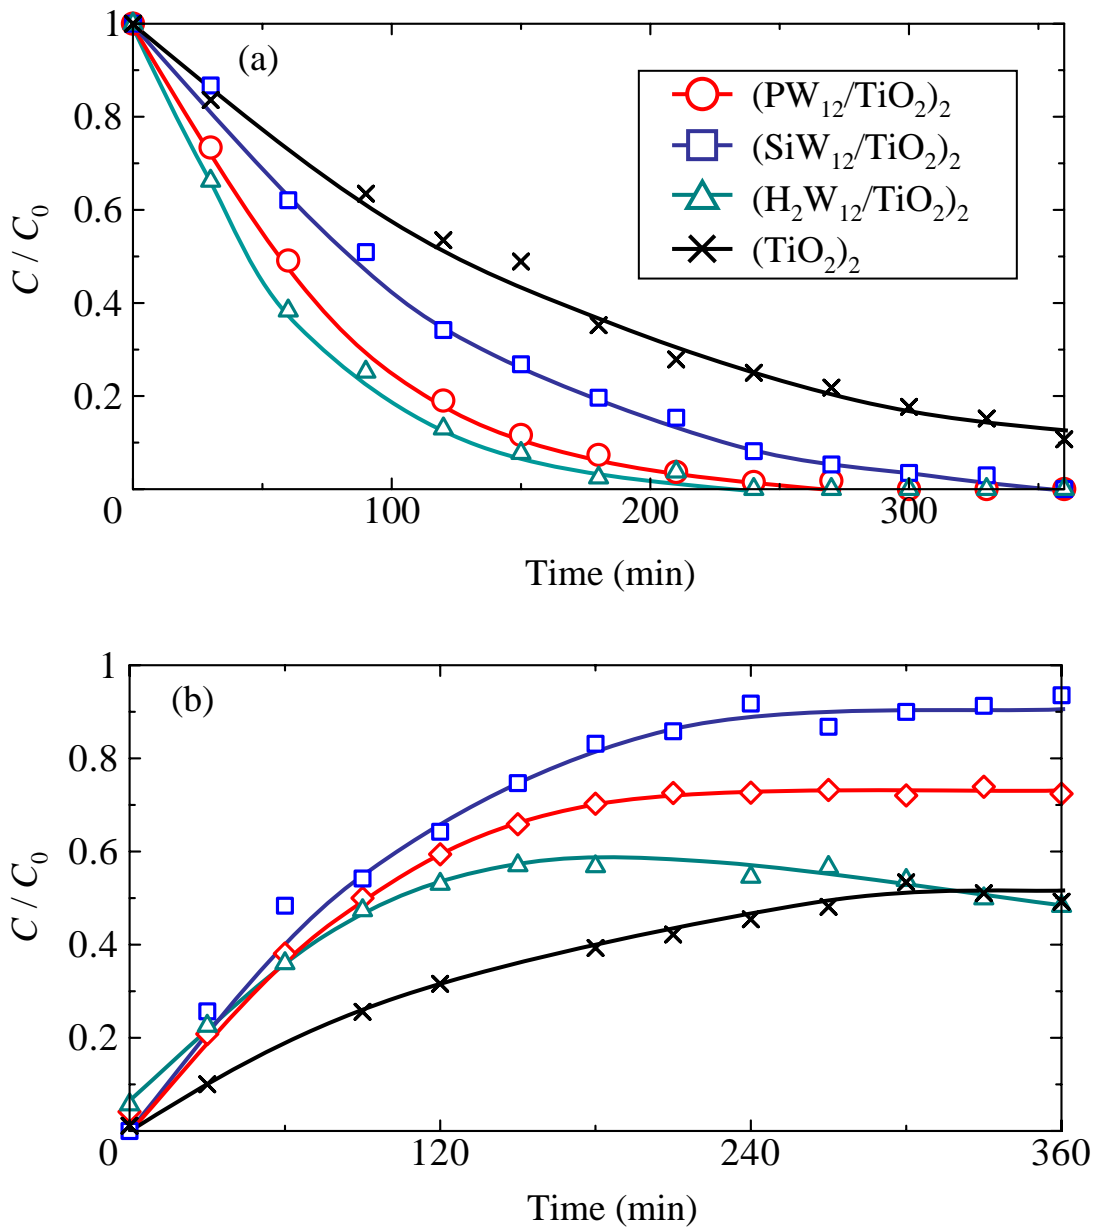 1
(a)
(PW12/TiO2)2
0.8
(SiW12/TiO2)2
(H2W12/TiO2)2
0.6
(TiO2)2
C / C0
0.4
0.2
0 100 200 300
Time (min)
1
(b)
0.8
0.6
C / C0
0.4
0.2
0 120 240 360
Time (min)